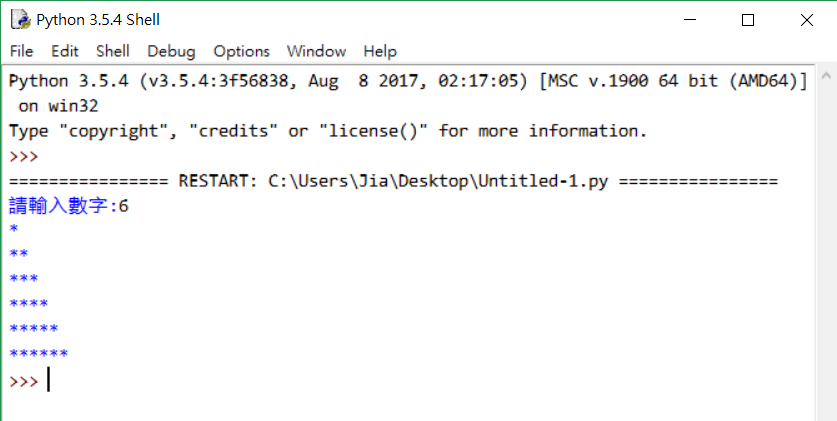 Python 3.5.4 Shell
File Edit Shell Debug Options Window Help
Python 3.5.4 (v3.5.4:3f56838, Aug  8 2017, 02:17:05) [MSC v.1900 64 bit (AMD64)]
 on win32
Type "copyright", "credits" or "license()" for more information.
>>>
================ RESTART: C:\Users\Jia\Desktop\Untitled-1.py ================
請輸入數字:6
*
**
***
****
*****
******
>>>